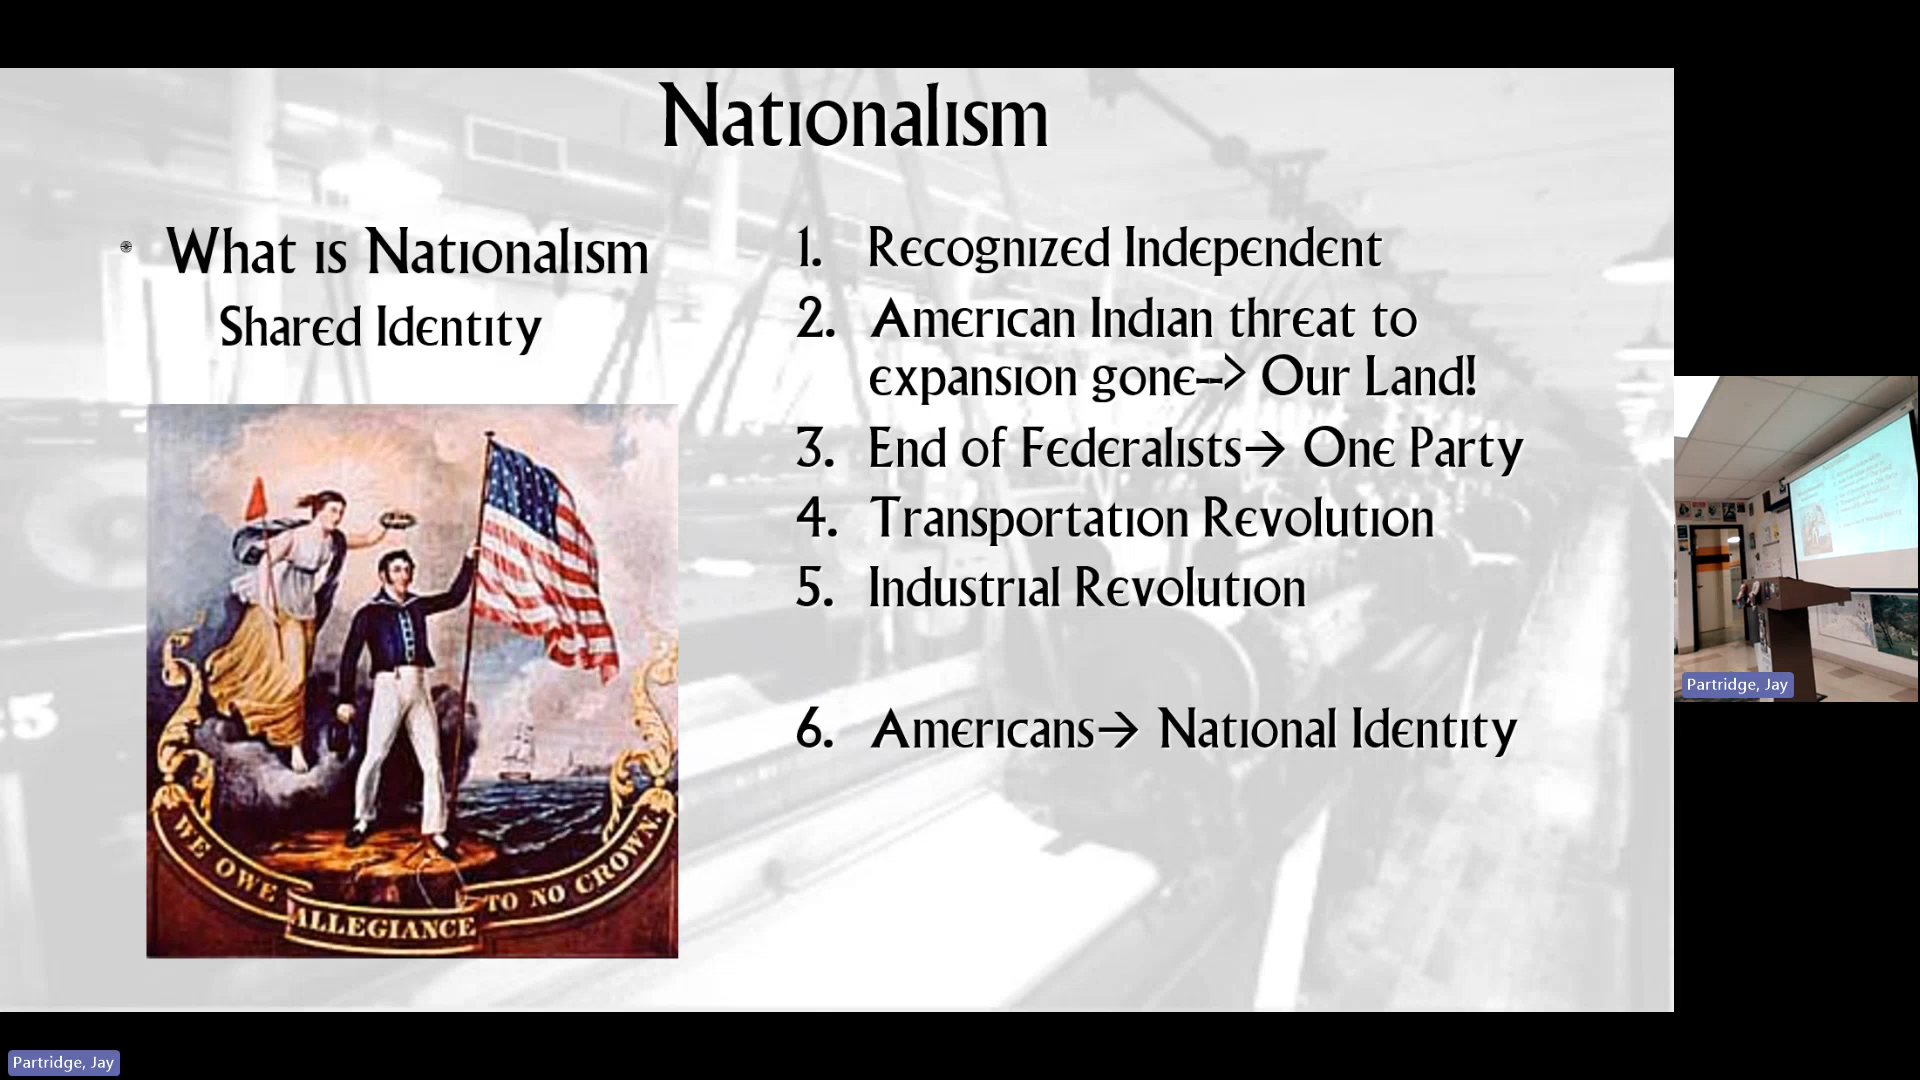 Nationalism
What is Nationalism
Shared Identity
1. Recognized Independent
2. American Indian threat to
expansion gone--> Our Land!
3. End of Federalists→ One Party
4. Transportation Revolution
5. Industrial Revolution
6. Americans→ National Identity
WE OWE ALLEGIANCE TO NO CROWN.
5
Partridge, Jay
Partridge, Jay